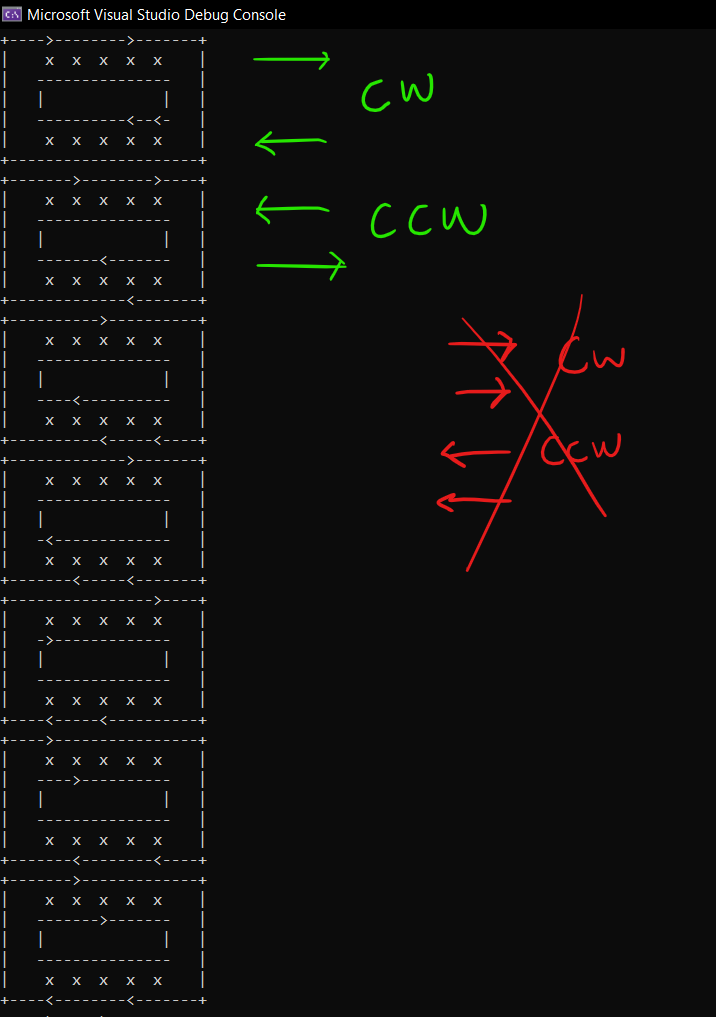 Microsoft Visual Studio Debug Console
+---->-------->-------+
|    x  x  x  x  x    |
|   ---------------   |
|   |             |   |
|   ----------<--<-   |
|    x  x  x  x  x    |
+---------------------+
+------->-------->----+
|    x  x  x  x  x    |
|   ---------------   |
|   |             |   |
|   -------<-------   |
|    x  x  x  x  x    |
+-------------<-------+
+---------->----------+
|    x  x  x  x  x    |
|   ---------------   |
|   |             |   |
|   ----<----------   |
|    x  x  x  x  x    |
+----------<-----<----+
+------------->-------+
|    x  x  x  x  x    |
|   ---------------   |
|   |             |   |
|   -<-------------   |
|    x  x  x  x  x    |
+-------<-----<-------+
+---------------->----+
|    x  x  x  x  x    |
|   ->-------------   |
|   |             |   |
|   ---------------   |
|    x  x  x  x  x    |
+----<-----<----------+
+---->----------------+
|    x  x  x  x  x    |
|   ---->----------   |
|   |             |   |
|   ---------------   |
|    x  x  x  x  x    |
+-------<--------<----+
+------->-------------+
|    x  x  x  x  x    |
|   ------->-------   |
|   |             |   |
|   ---------------   |
|    x  x  x  x  x    |
+----<--------<-------+
CW
CCW
CW
CCW